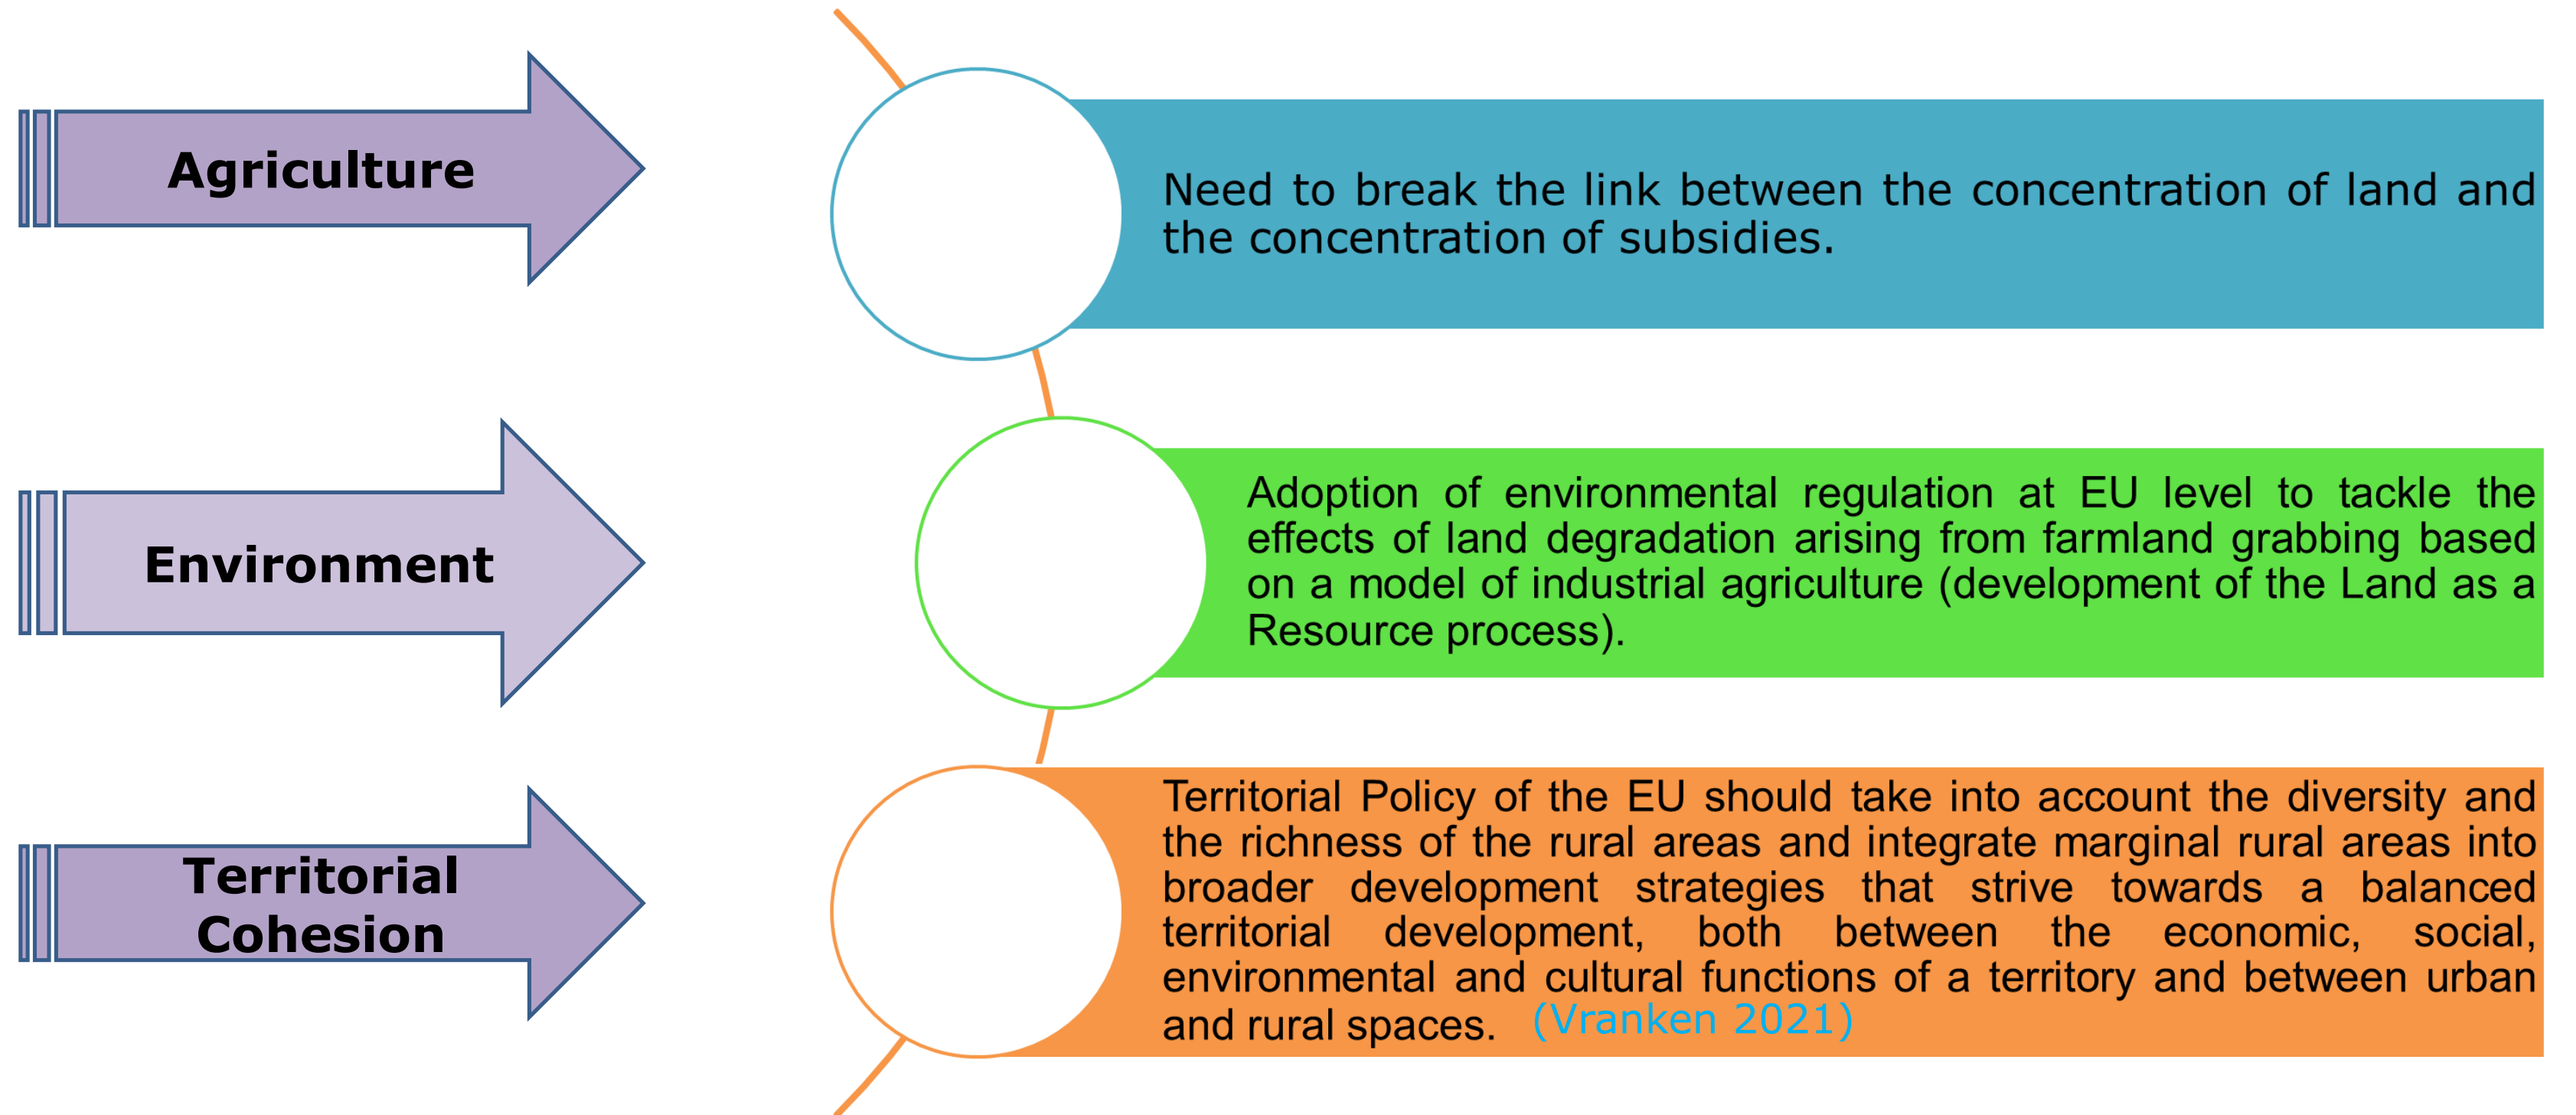 Agriculture
Need to break the link between the concentration of land and
the concentration of subsidies.
Environment
Adoption of environmental regulation at EU level to tackle the
effects of land degradation arising from farmland grabbing based
on a model of industrial agriculture (development of the Land as a
Resource process).
Territorial
Cohesion
Territorial Policy of the EU should take into account the diversity and
the richness of the rural areas and integrate marginal rural areas into
broader development strategies that strive towards a balanced
territorial development, both between the economic, social,
environmental and cultural functions of a territory and between urban
and rural spaces. (Vranken 2021)